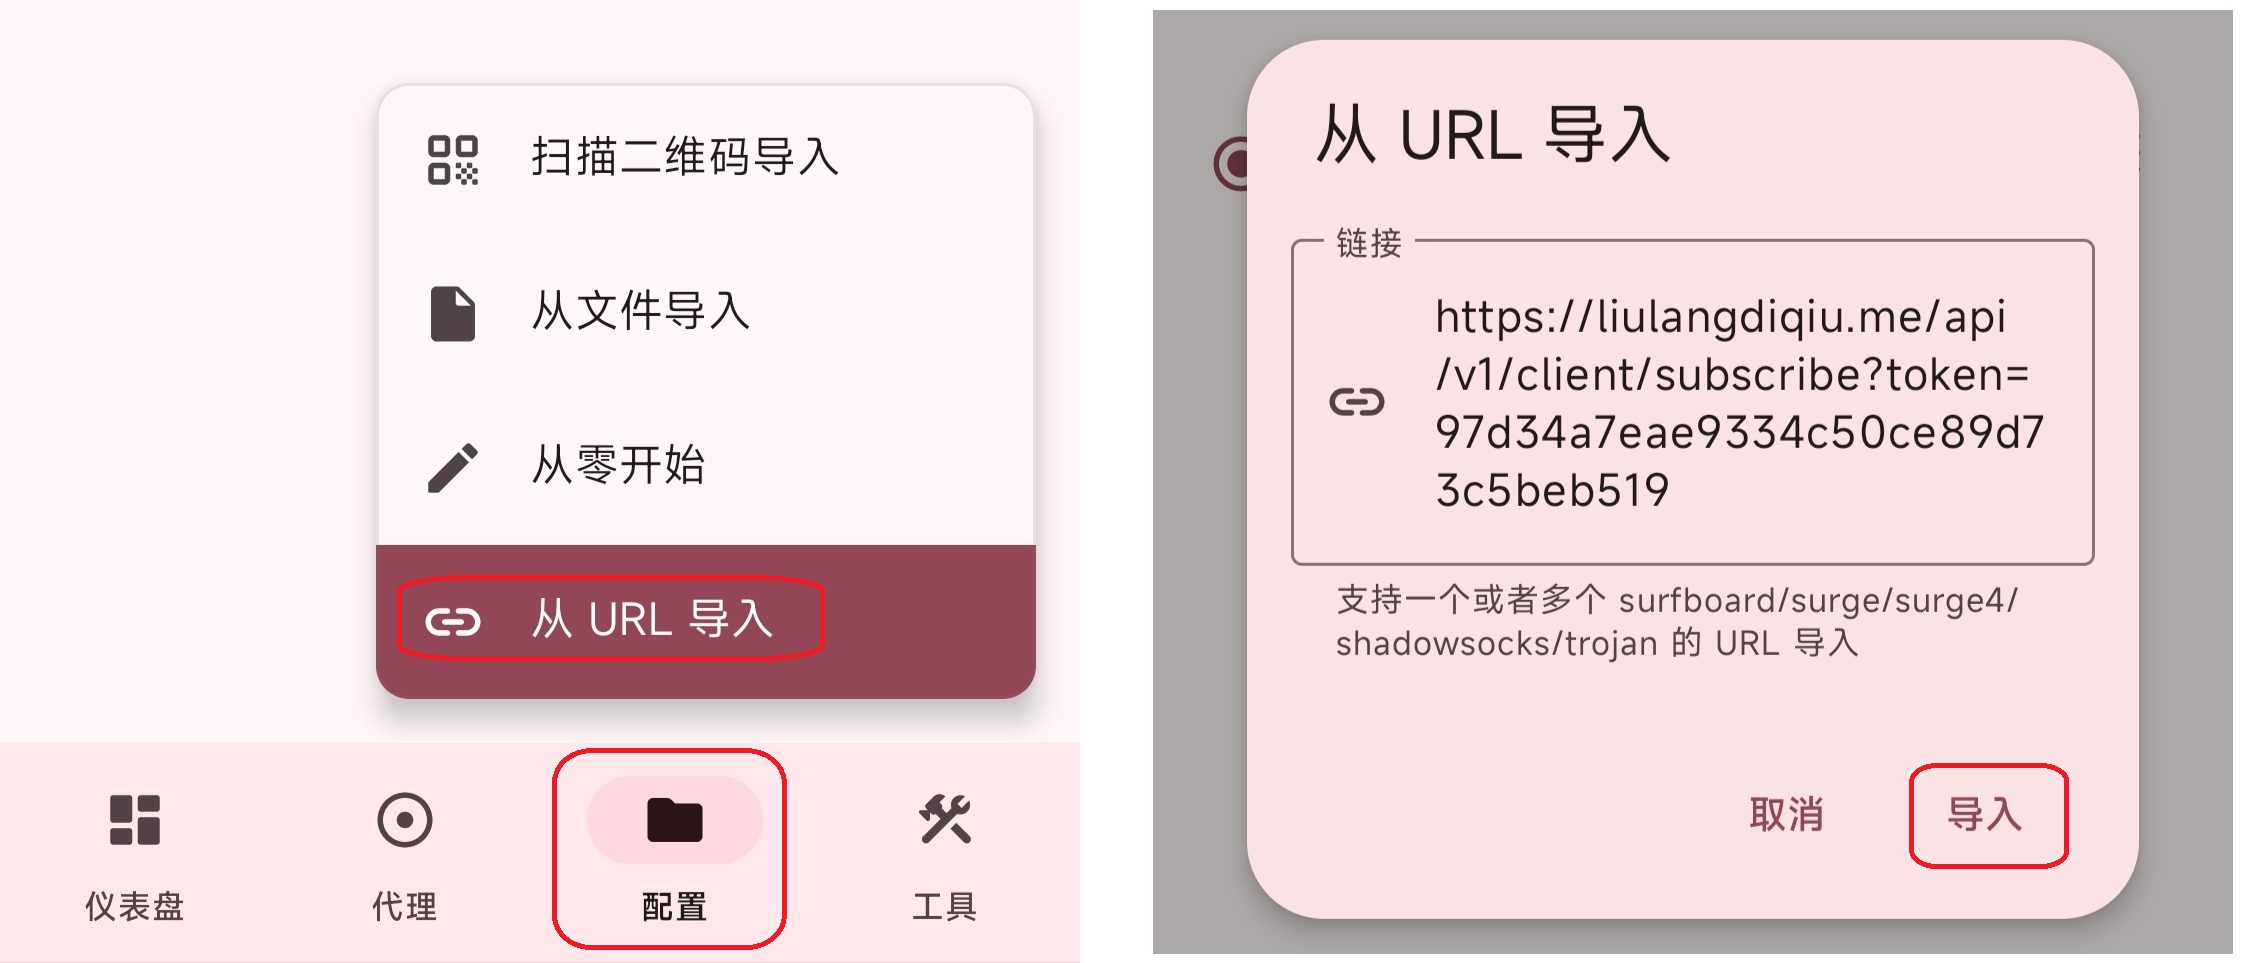 扫描二维码导入
从文件导入
从零开始
从 URL 导入
仪表盘
代理
配置
工具
从 URL 导入
链接
https://liulangdiqiu.me/api
/v1/client/subscribe?token=
97d34a7eae9334c50ce89d7
3c5beb519
支持一个或者多个 surfboard/surge/surge4/
shadowsocks/trojan 的 URL 导入
取消
导入